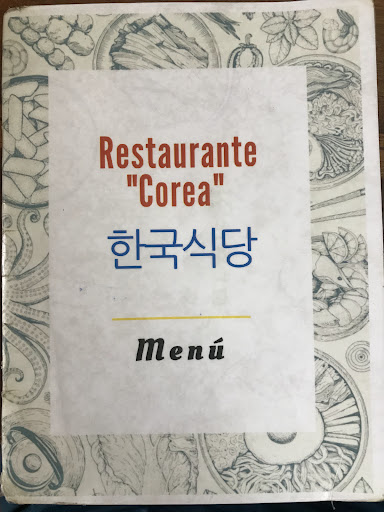 Restaurante
"Corea"
한국식당
Menú